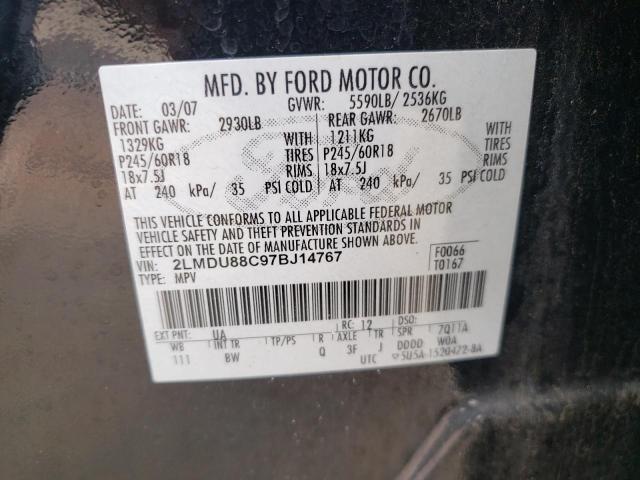 MFD. BY FORD MOTOR CO.
DATE: 03/07 GVWR: 5590LB/ 2536KG
FRONT GAWR: 2930LB REAR GAWR: 2670LB
1329KG 1211KG
P245/60R18 TIRES P245/60R18 TIRES
18x7.5J RIMS 18x7.5J RIMS
AT 240 kPa/ 35 PSI COLD AT 240 kPa/ 35 PSI COLD
THIS VEHICLE CONFORMS TO ALL APPLICABLE FEDERAL MOTOR
VEHICLE SAFETY AND THEFT PREVENTION STANDARDS IN
EFFECT ON THE DATE OF MANUFACTURE SHOWN ABOVE.
VIN: 2LMDU88C97BJ14767 F0066
TYPE: MPV T0167
EXT PNT: UA RC: 12 DSO:
WB INT TR TP/PS R AXLE TR SPR 7Q11A
111 BW Q 3F J DDDD W0A
UTC 5U5A-1520472-BA
Ford